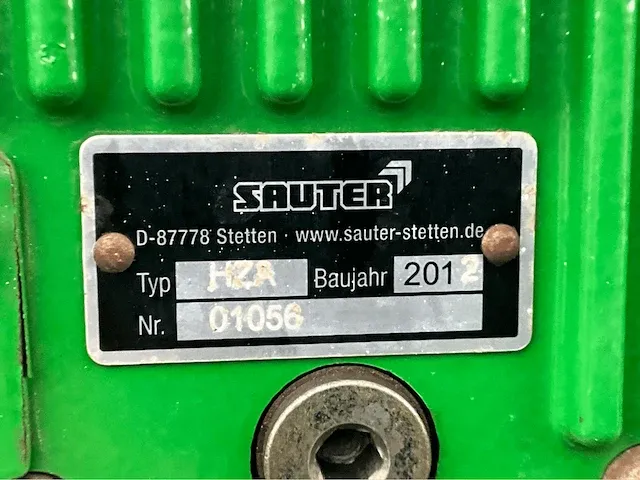 SAUTER
D-87778 Stetten · www.sauter-stetten.de
Typ HZA Baujahr 2012
Nr. 01056